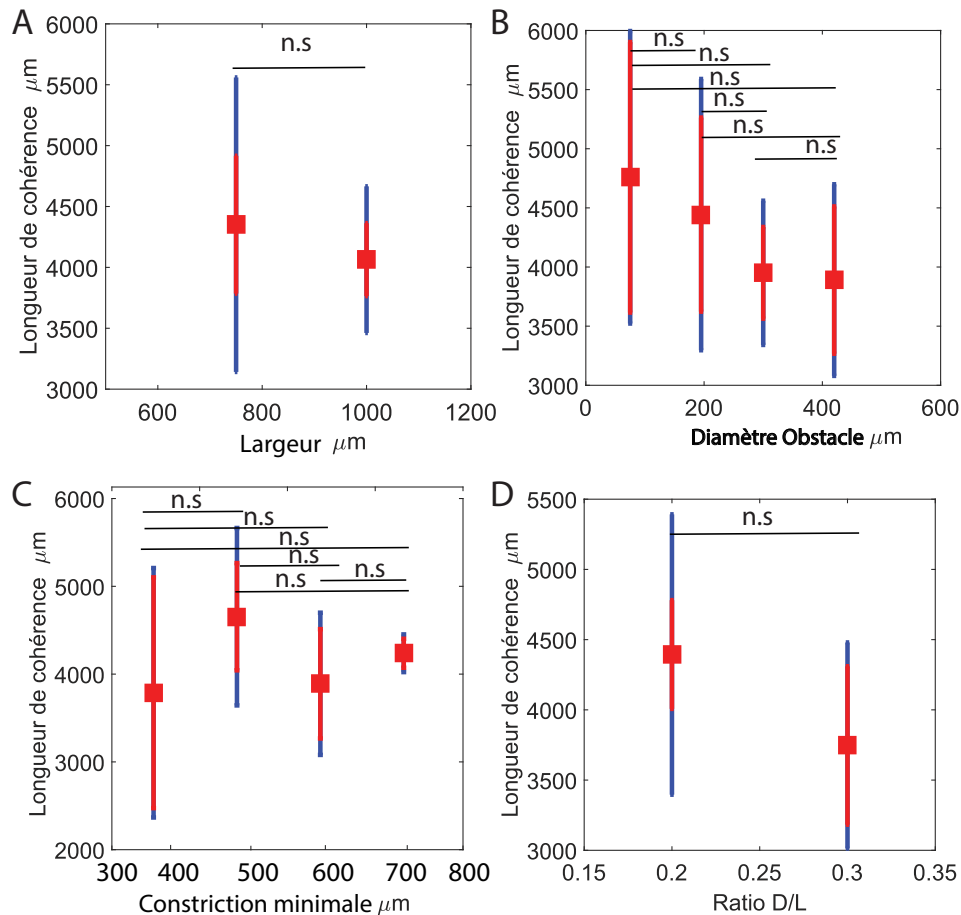 A
6000
5500
5000
4500
4000
3500
3000
Longueur de cohérence μm
n.s
600 800 1000 1200
Largeur μm
B
6000
5500
5000
4500
4000
3500
3000
Longueur de cohérence μm
n.s
n.s
n.s
n.s
n.s
n.s
0 200 400 600
Diamètre Obstacle μm
C
6000
5000
4000
3000
2000
Longueur de cohérence μm
n.s
n.s
n.s
n.s
n.s n.s
300 400 500 600 700 800
Constriction minimale μm
D
5500
5000
4500
4000
3500
3000
Longueur de cohérence μm
n.s
0.15 0.2 0.25 0.3 0.35
Ratio D/L